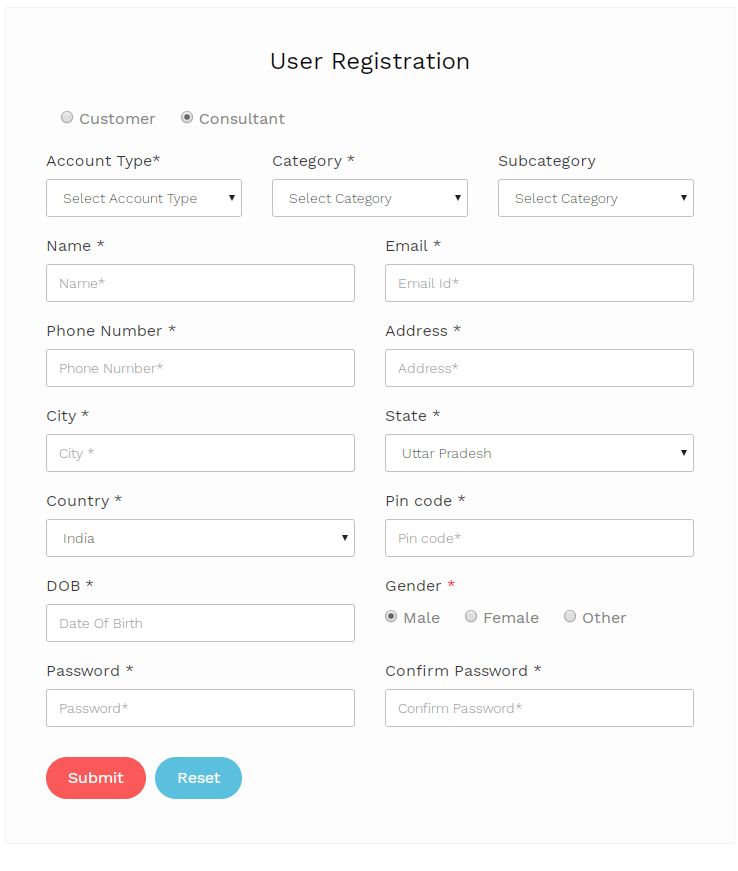 User Registration
Customer Consultant
Account Type* Category * Subcategory
Select Account Type Select Category Select Category
Name * Email *
Name* Email Id*
Phone Number * Address *
Phone Number* Address*
City * State *
City * Uttar Pradesh
Country * Pin code *
India Pin code*
DOB * Gender *
Date Of Birth Male Female Other
Password * Confirm Password *
Password* Confirm Password*
Submit Reset